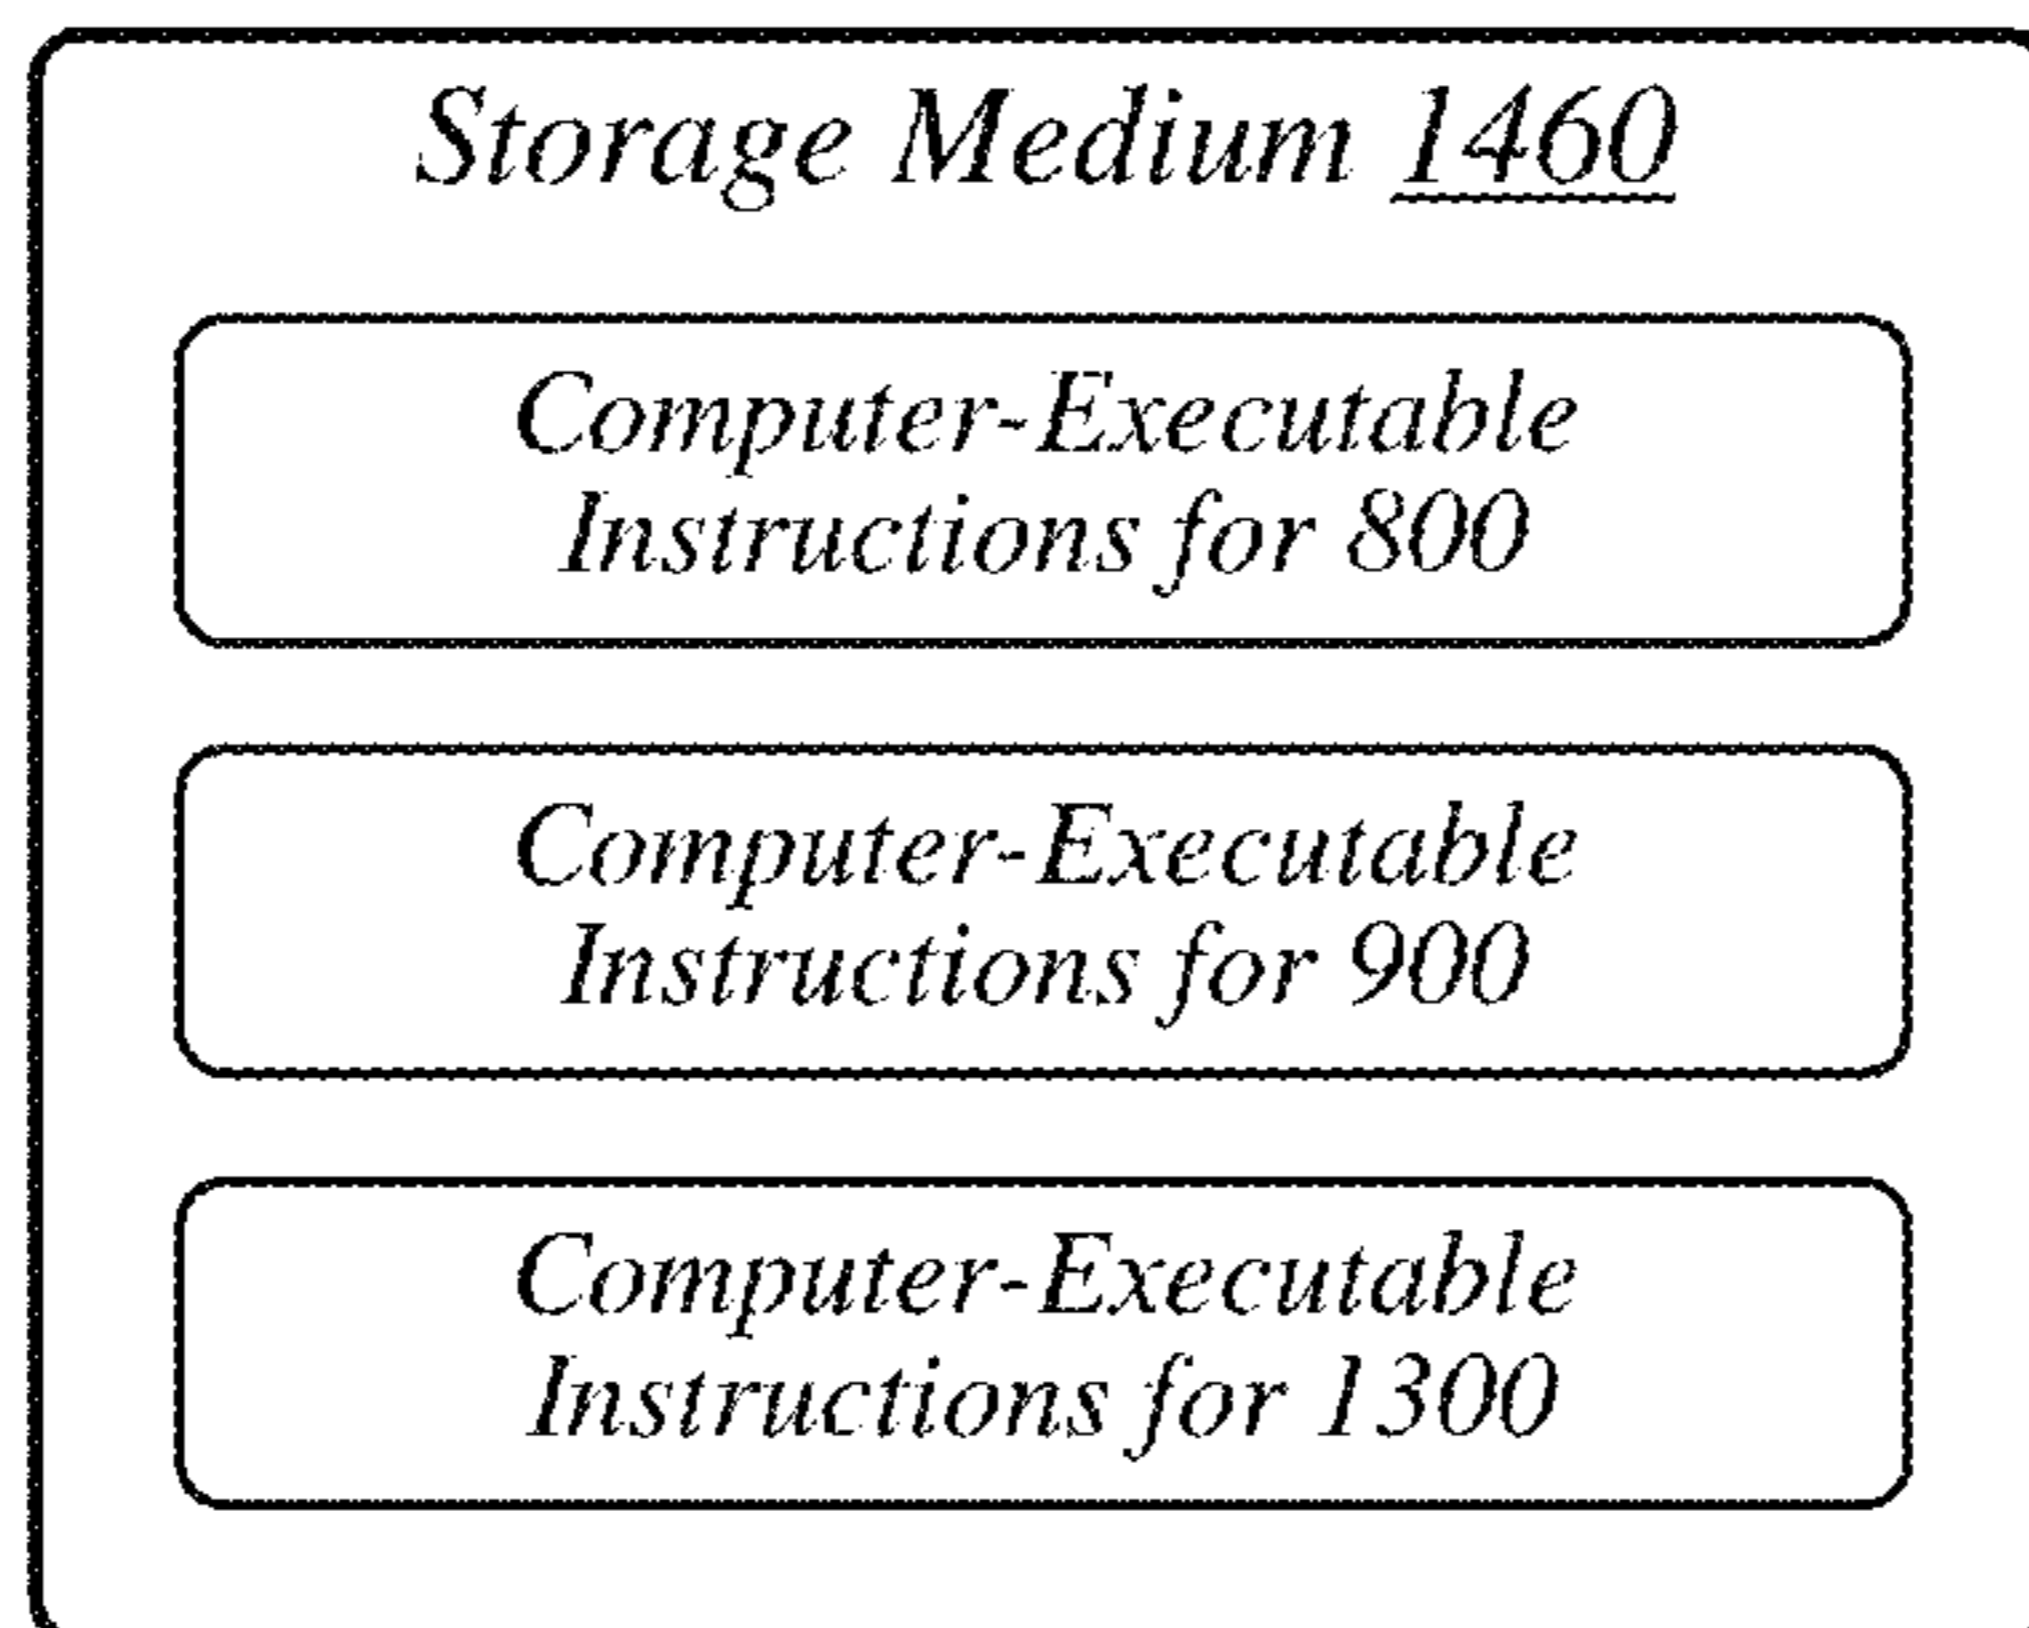 Storage Medium 1460
Computer-Executable
Instructions for 800
Computer-Executable
Instructions for 900
Computer-Executable
Instructions for 1300